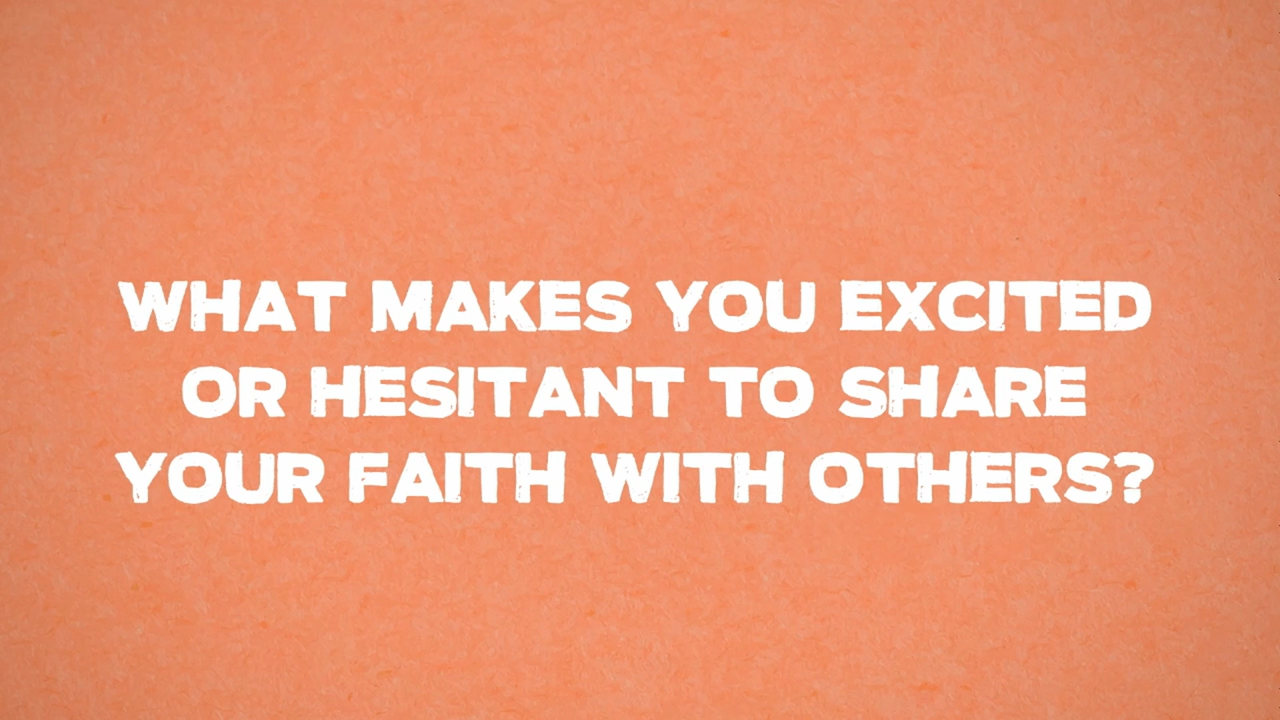 WHAT MAKES YOU EXCITED
OR HESITANT TO SHARE
YOUR FAITH WITH OTHERS?